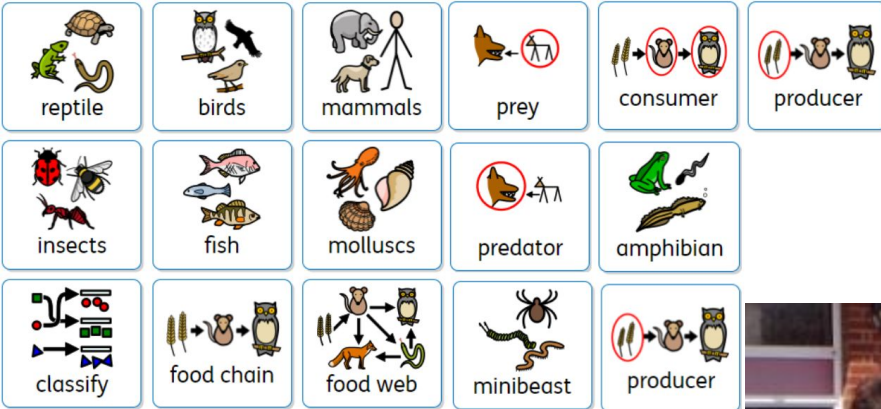 reptile
birds
mammals
prey
consumer
producer
insects
fish
molluscs
predator
amphibian
classify
food chain
food web
minibeast
producer